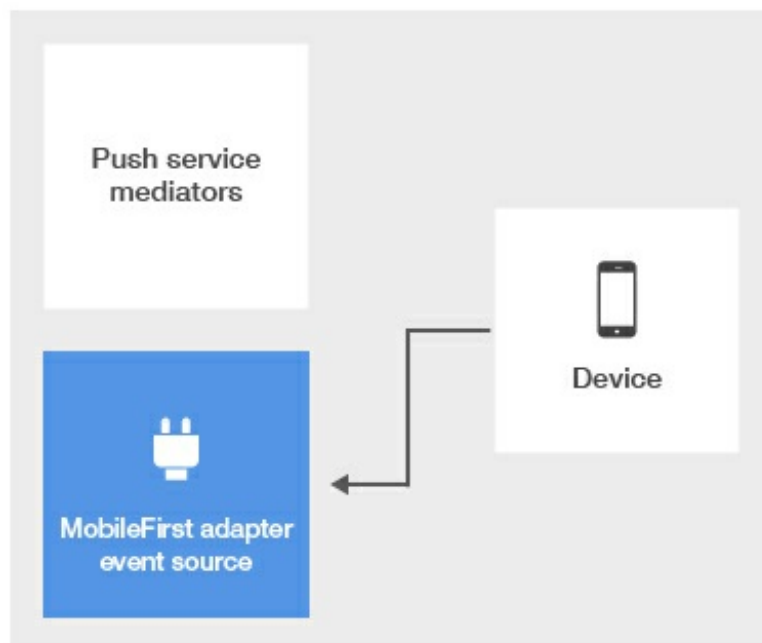 Push service
mediators
Device
MobileFirst adapter
event source